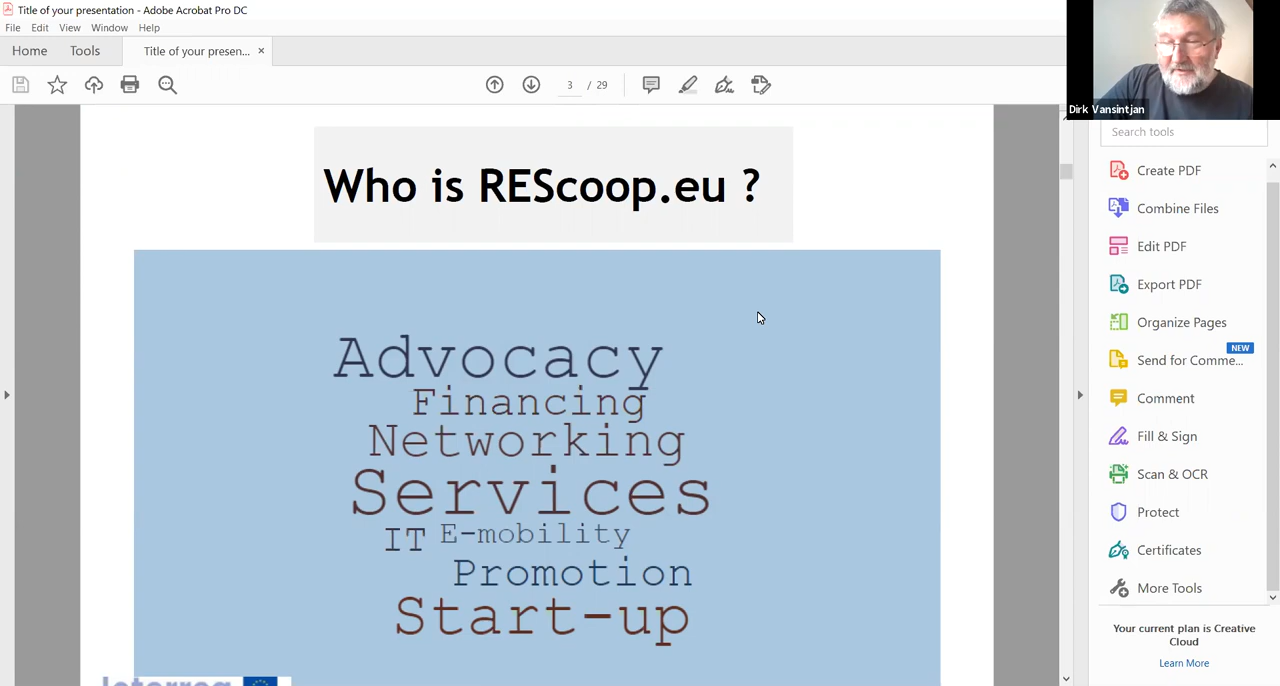 Title of your presentation - Adobe Acrobat Pro DC
File Edit View Window Help
Home Tools Title of your presen... ×
3 / 29
Dirk Vansintjan
Search tools
Create PDF
Combine Files
Edit PDF
Export PDF
Organize Pages
NEW
Send for Comme...
Comment
Fill & Sign
Scan & OCR
Protect
Certificates
More Tools
Your current plan is Creative
Cloud
Learn More
Who is REScoop.eu ?
Advocacy
Financing
Networking
Services
IT E-mobility
Promotion
Start-up
Interreg